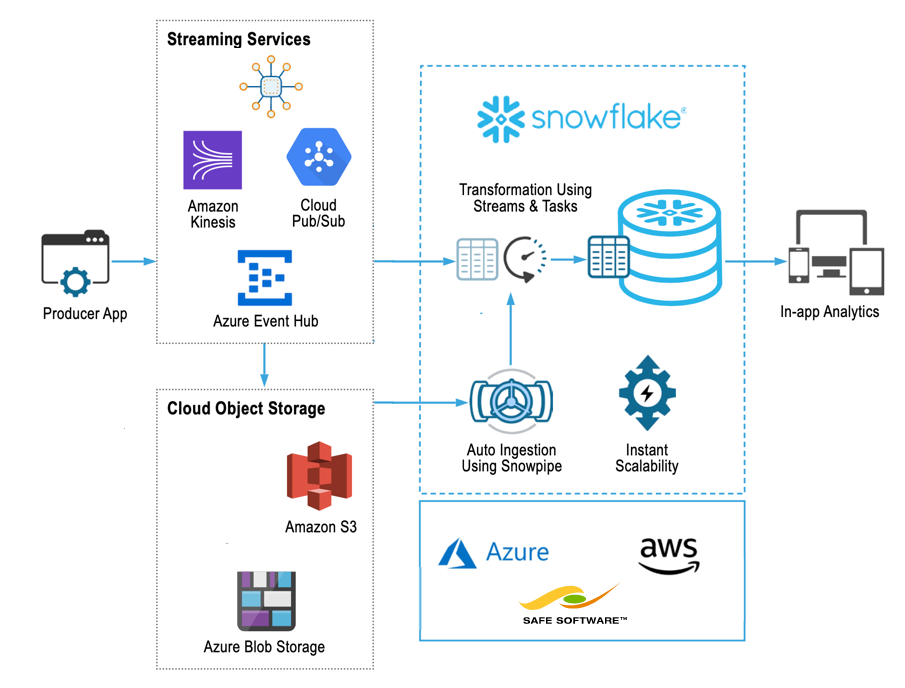 Streaming Services
Amazon
Kinesis
Cloud
Pub/Sub
Azure Event Hub
Producer App
Cloud Object Storage
Amazon S3
Azure Blob Storage
snowflake®
Transformation Using
Streams & Tasks
Auto Ingestion
Using Snowpipe
Instant
Scalability
In-app Analytics
Azure
aws
SAFE SOFTWARE™